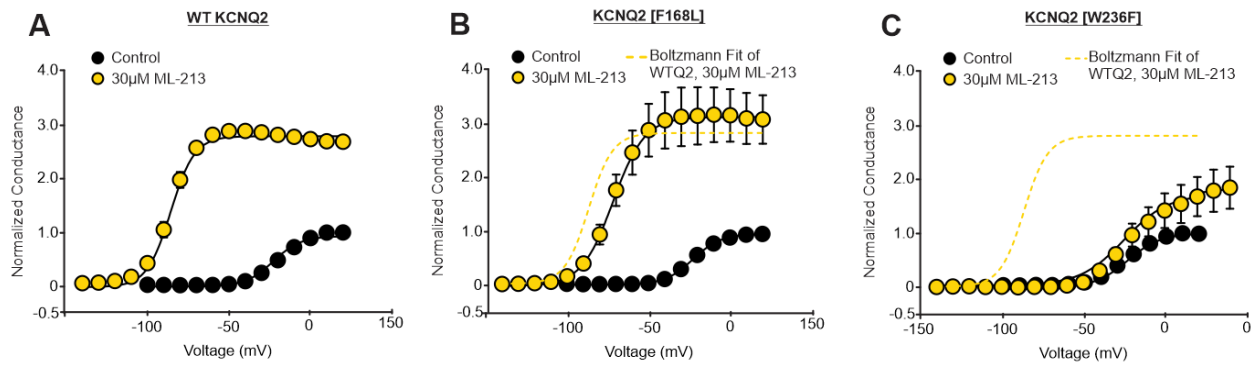 A
WT KCNQ2
Control
30µM ML-213
4.0
3.0
2.0
1.0
0
-0.5
Normalized Conductance
-100
-50
0
150
Voltage (mV)
B
KCNQ2 [F168L]
Control
30µM ML-213
Boltzmann Fit of
WTQ2, 30µM ML-213
4.0
3.0
2.0
1.0
0
-0.5
Normalized Conductance
-100
-50
0
150
Voltage (mV)
C
KCNQ2 [W236F]
Control
30µM ML-213
Boltzmann Fit of
WTQ2, 30µM ML-213
4.0
3.0
2.0
1.0
0
-0.5
Normalized Conductance
-150
-100
-50
0
0
Voltage (mV)